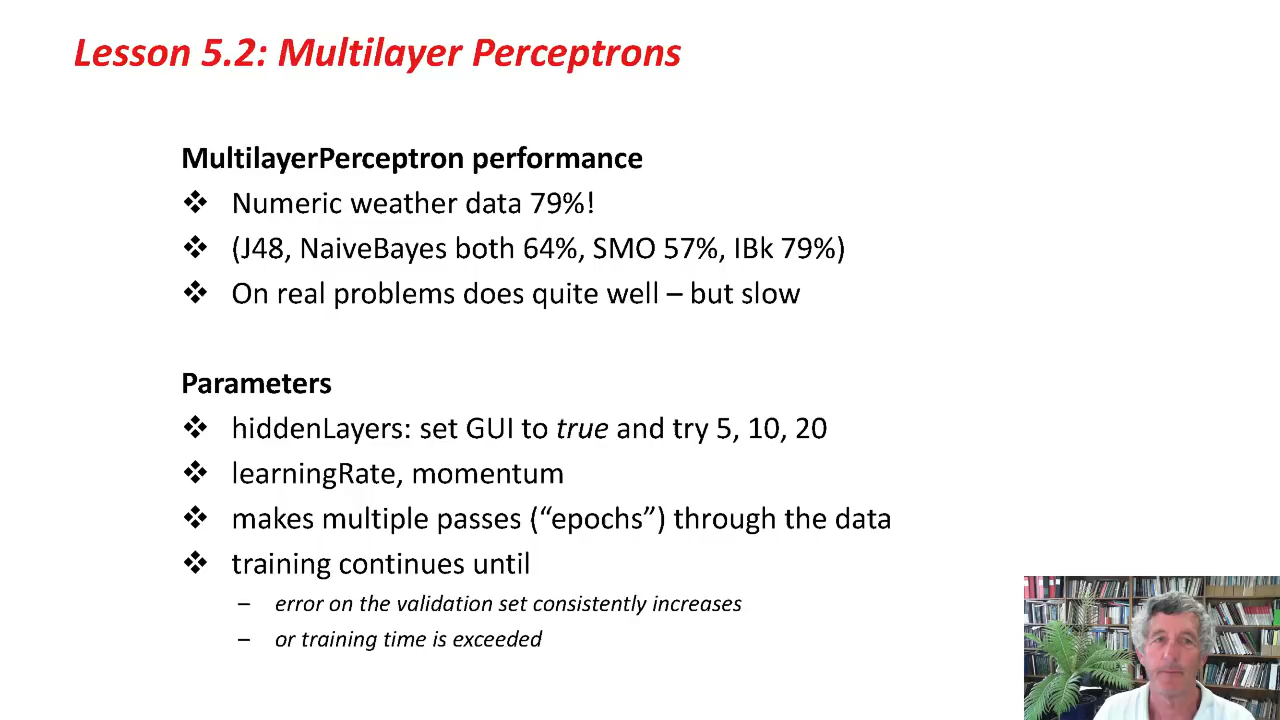 Lesson 5.2: Multilayer Perceptrons
MultilayerPerceptron performance
❖ Numeric weather data 79%!
❖ (J48, NaiveBayes both 64%, SMO 57%, IBk 79%)
❖ On real problems does quite well – but slow
Parameters
❖ hiddenLayers: set GUI to true and try 5, 10, 20
❖ learningRate, momentum
❖ makes multiple passes (“epochs”) through the data
❖ training continues until
– error on the validation set consistently increases
– or training time is exceeded